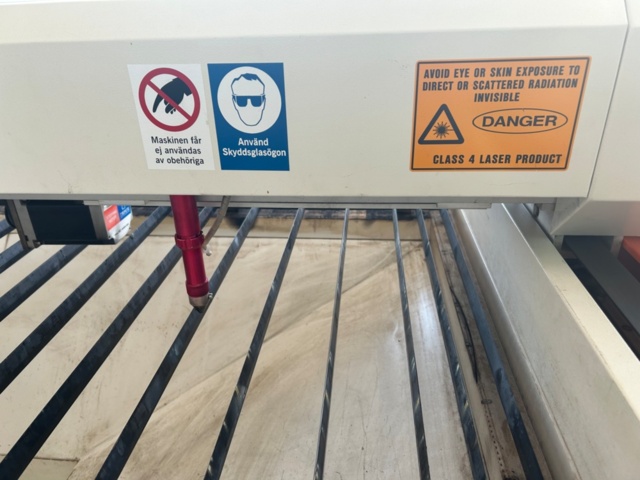 Maskinen får
ej användas
av obehöriga
Använd
Skyddsglasögon
AVOID EYE OR SKIN EXPOSURE TO
DIRECT OR SCATTERED RADIATION
INVISIBLE
DANGER
CLASS 4 LASER PRODUCT